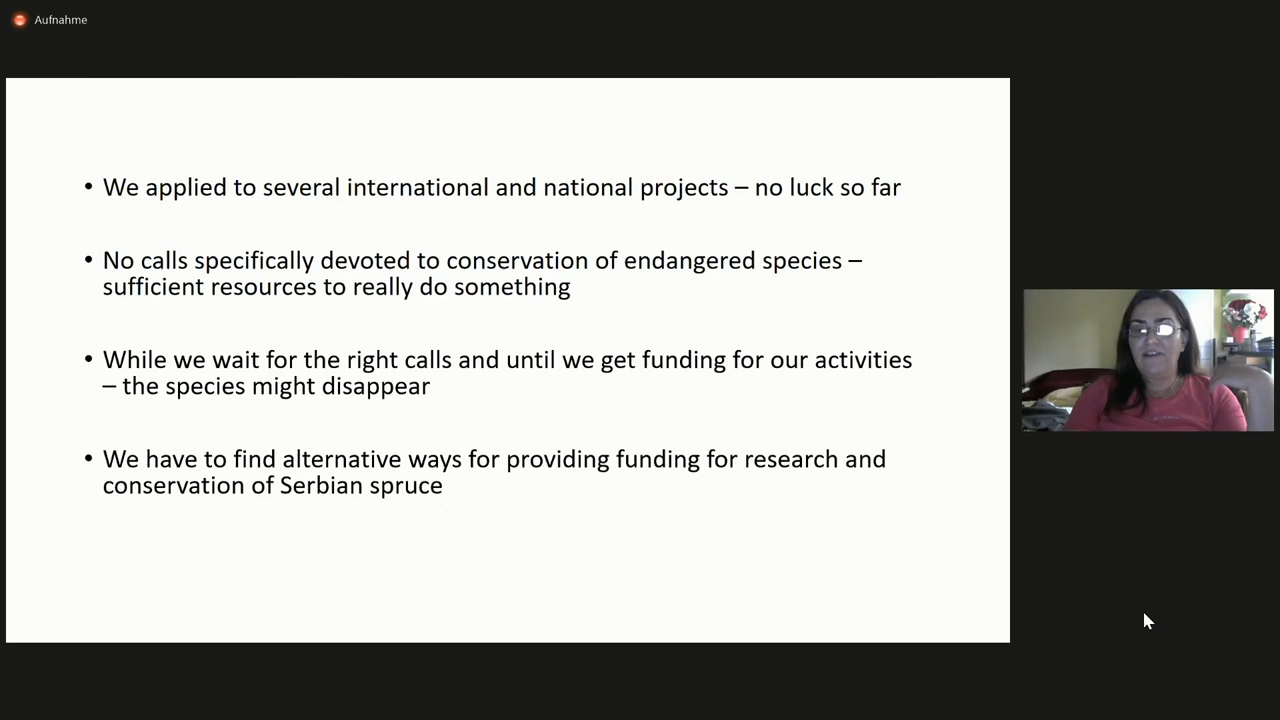 Aufnahme
• We applied to several international and national projects – no luck so far
• No calls specifically devoted to conservation of endangered species –
sufficient resources to really do something
• While we wait for the right calls and until we get funding for our activities
– the species might disappear
• We have to find alternative ways for providing funding for research and
conservation of Serbian spruce